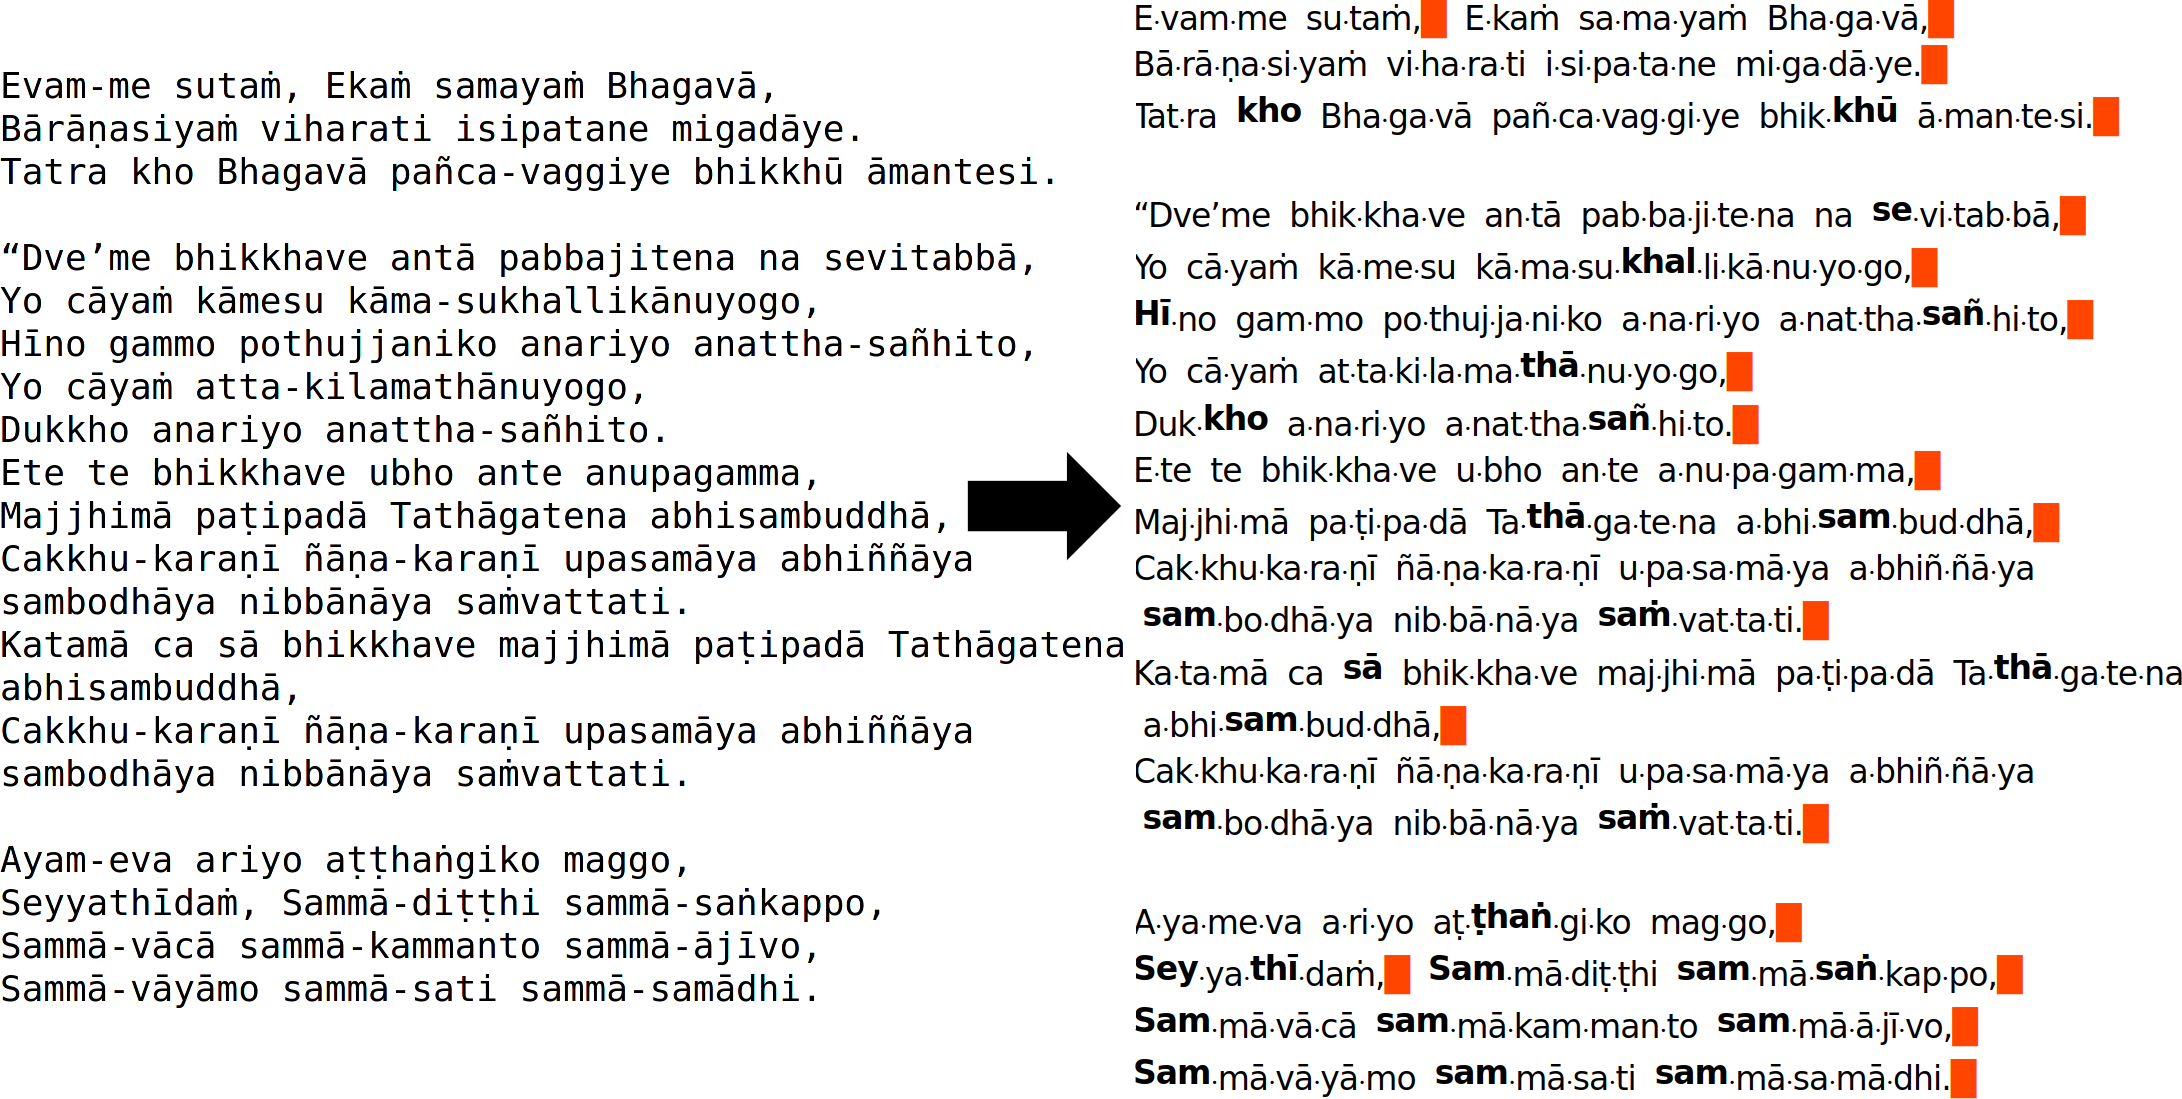 Evam-me sutaṁ, Ekaṁ samayaṁ Bhagavā,
Bārāṇasiyaṁ viharati isipatane migadāye.
Tatra kho Bhagavā pañca-vaggiye bhikkhū āmantesi.
“Dve’me bhikkhave antā pabbajitena na sevitabbā,
Yo cāyaṁ kāmesu kāma-sukhallikānuyogo,
Hīno gammo pothujjaniko anariyo anattha-sañhito,
Yo cāyaṁ atta-kilamathānuyogo,
Dukkho anariyo anattha-sañhito.
Ete te bhikkhave ubho ante anupagamma,
Majjhimā paṭipadā Tathāgatena abhisambuddhā,
Cakkhu-karaṇī ñāṇa-karaṇī upasamāya abhiññāya
sambodhāya nibbānāya saṁvattati.
Katamā ca sā bhikkhave majjhimā paṭipadā Tathāgatena
abhisambuddhā,
Cakkhu-karaṇī ñāṇa-karaṇī upasamāya abhiññāya
sambodhāya nibbānāya saṁvattati.
Ayam-eva ariyo aṭṭhaṅgiko maggo,
Seyyathīdaṁ, Sammā-diṭṭhi sammā-saṅkappo,
Sammā-vācā sammā-kammanto sammā-ājīvo,
Sammā-vāyāmo sammā-sati sammā-samādhi.
E·vam·me su·taṁ, E·kaṁ sa·ma·yaṁ Bha·ga·vā,
Bā·rā·ṇa·si·yaṁ vi·ha·ra·ti i·si·pa·ta·ne mi·ga·dā·ye.
Tat·ra kho Bha·ga·vā pañ·ca·vag·gi·ye bhik·khū ā·man·te·si.
“Dve’me bhik·kha·ve an·tā pab·ba·ji·te·na na se·vi·tab·bā,
Yo cā·yaṁ kā·me·su kā·ma·su·khal·li·kā·nu·yo·go,
Hī·no gam·mo po·thuj·ja·ni·ko a·na·ri·yo a·nat·tha·sañ·hi·to,
Yo cā·yaṁ at·ta·ki·la·ma·thā·nu·yo·go,
Duk·kho a·na·ri·yo a·nat·tha·sañ·hi·to.
E·te te bhik·kha·ve u·bho an·te a·nu·pa·gam·ma,
Maj·jhi·mā pa·ṭi·pa·dā Ta·thā·ga·te·na a·bhi·sam·bud·dhā,
Cak·khu·ka·ra·ṇī ñā·ṇa·ka·ra·ṇī u·pa·sa·mā·ya a·bhiñ·ñā·ya
sam·bo·dhā·ya nib·bā·nā·ya saṁ·vat·ta·ti.
Ka·ta·mā ca sā bhik·kha·ve maj·jhi·mā pa·ṭi·pa·dā Ta·thā·ga·te·na
a·bhi·sam·bud·dhā,
Cak·khu·ka·ra·ṇī ñā·ṇa·ka·ra·ṇī u·pa·sa·mā·ya a·bhiñ·ñā·ya
sam·bo·dhā·ya nib·bā·nā·ya saṁ·vat·ta·ti.
A·ya·me·va a·ri·yo aṭ·ṭhaṅ·gi·ko mag·go,
Sey·ya·thī·daṁ, Sam·mā·diṭ·ṭhi sam·mā·saṅ·kap·po,
Sam·mā·vā·cā sam·mā·kam·man·to sam·mā·ā·jī·vo,
Sam·mā·vā·yā·mo sam·mā·sa·ti sam·mā·sa·mā·dhi.